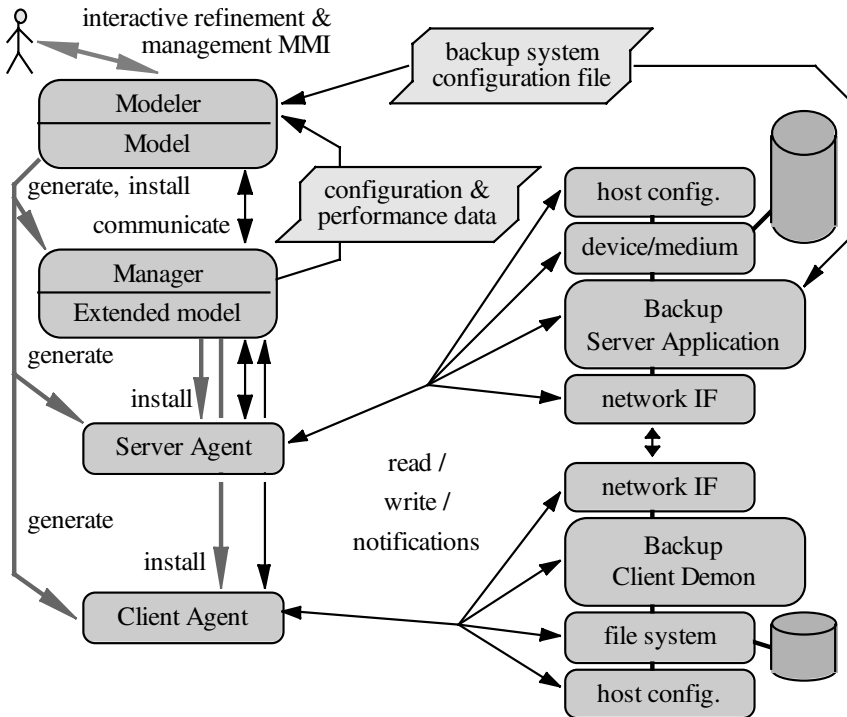 interactive refinement &
management MMI
backup system
configuration file
Modeler
Model
generate, install
communicate
configuration &
performance data
host config.
device/medium
Manager
Extended model
Backup
Server Application
generate
install
network IF
Server Agent
read /
write /
notifications
network IF
generate
install
Backup
Client Demon
Client Agent
file system
host config.